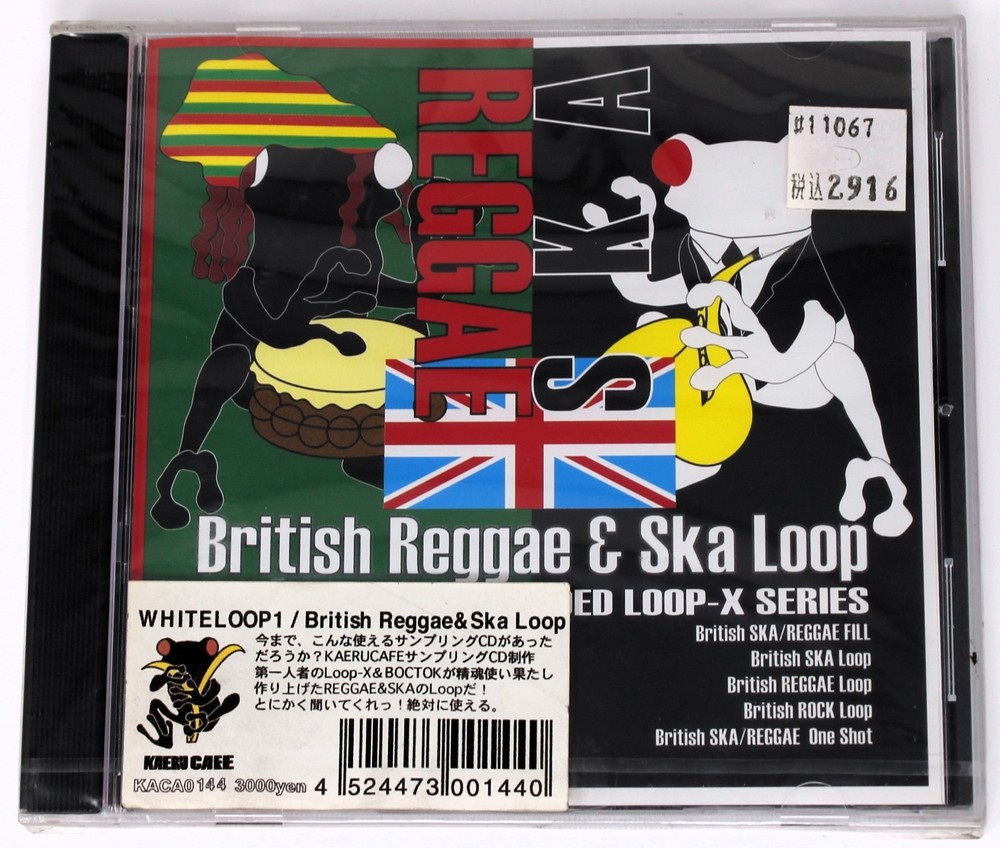 REGGAE
SKA
#11067
税込2,916
British Reggae & Ska Loop
ED LOOP-X SERIES
British SKA/REGGAE FILL
British SKA Loop
British REGGAE Loop
British ROCK Loop
British SKA/REGGAE One Shot
WHITELOOP1 / British Reggae&Ska Loop
今まで、こんな使えるサンプリングCDがあった
だろうか？KAERUCAFEサンプリングCD制作
第一人者のLoop-X&BOCTOKが精魂使い果たし
作り上げたREGGAE&SKAのLoopだ！
とにかく聞いてくれっ！絶対に使える。
KAERU CAFE
KACA0144 3000yen
4 524473 001440